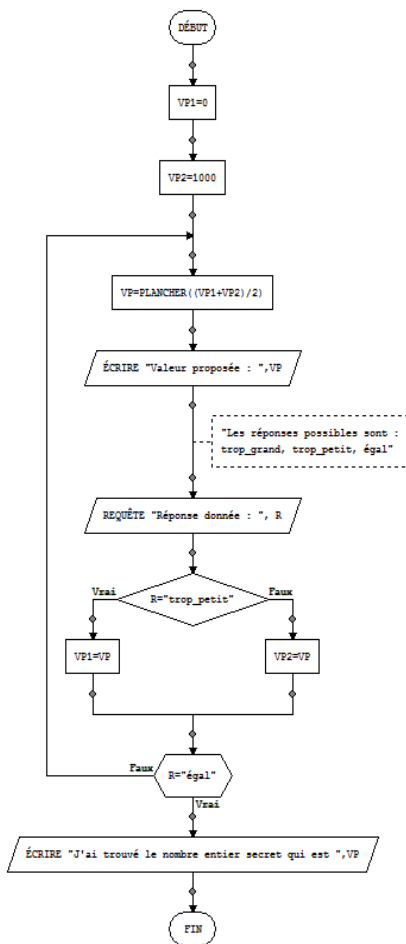 DÉBUT
VP1=0
VP2=1000
VP=PLANCHER((VP1+VP2)/2)
ÉCRIRE "Valeur proposée : ",VP
"Les réponses possibles sont :
trop_grand, trop_petit, égal"
REQUÊTE "Réponse donnée : ", R
Vrai
Faux
R="trop_petit"
VP1=VP
VP2=VP
Faux
R="égal"
Vrai
ÉCRIRE "J'ai trouvé le nombre entier secret qui est ",VP
FIN